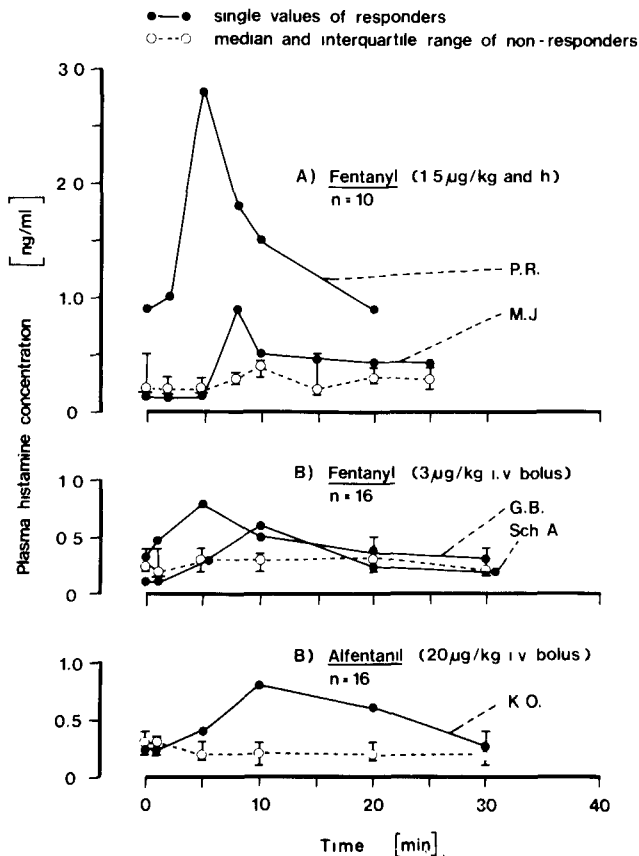 single values of responders
median and interquartile range of non-responders
3 0
2 0
1.0
0
A) Fentanyl (1 5 µg/kg and h)
n = 10
P. R.
M. J
Plasma histamine concentration [ng/ml]
1 0
0 5
0
B) Fentanyl (3 µg/kg i.v bolus)
n = 16
G. B.
Sch A
1.0
0.5
0
B) Alfentanil (20 µg/kg i v bolus)
n = 16
K O.
0 10 20 30 40
Time [min].